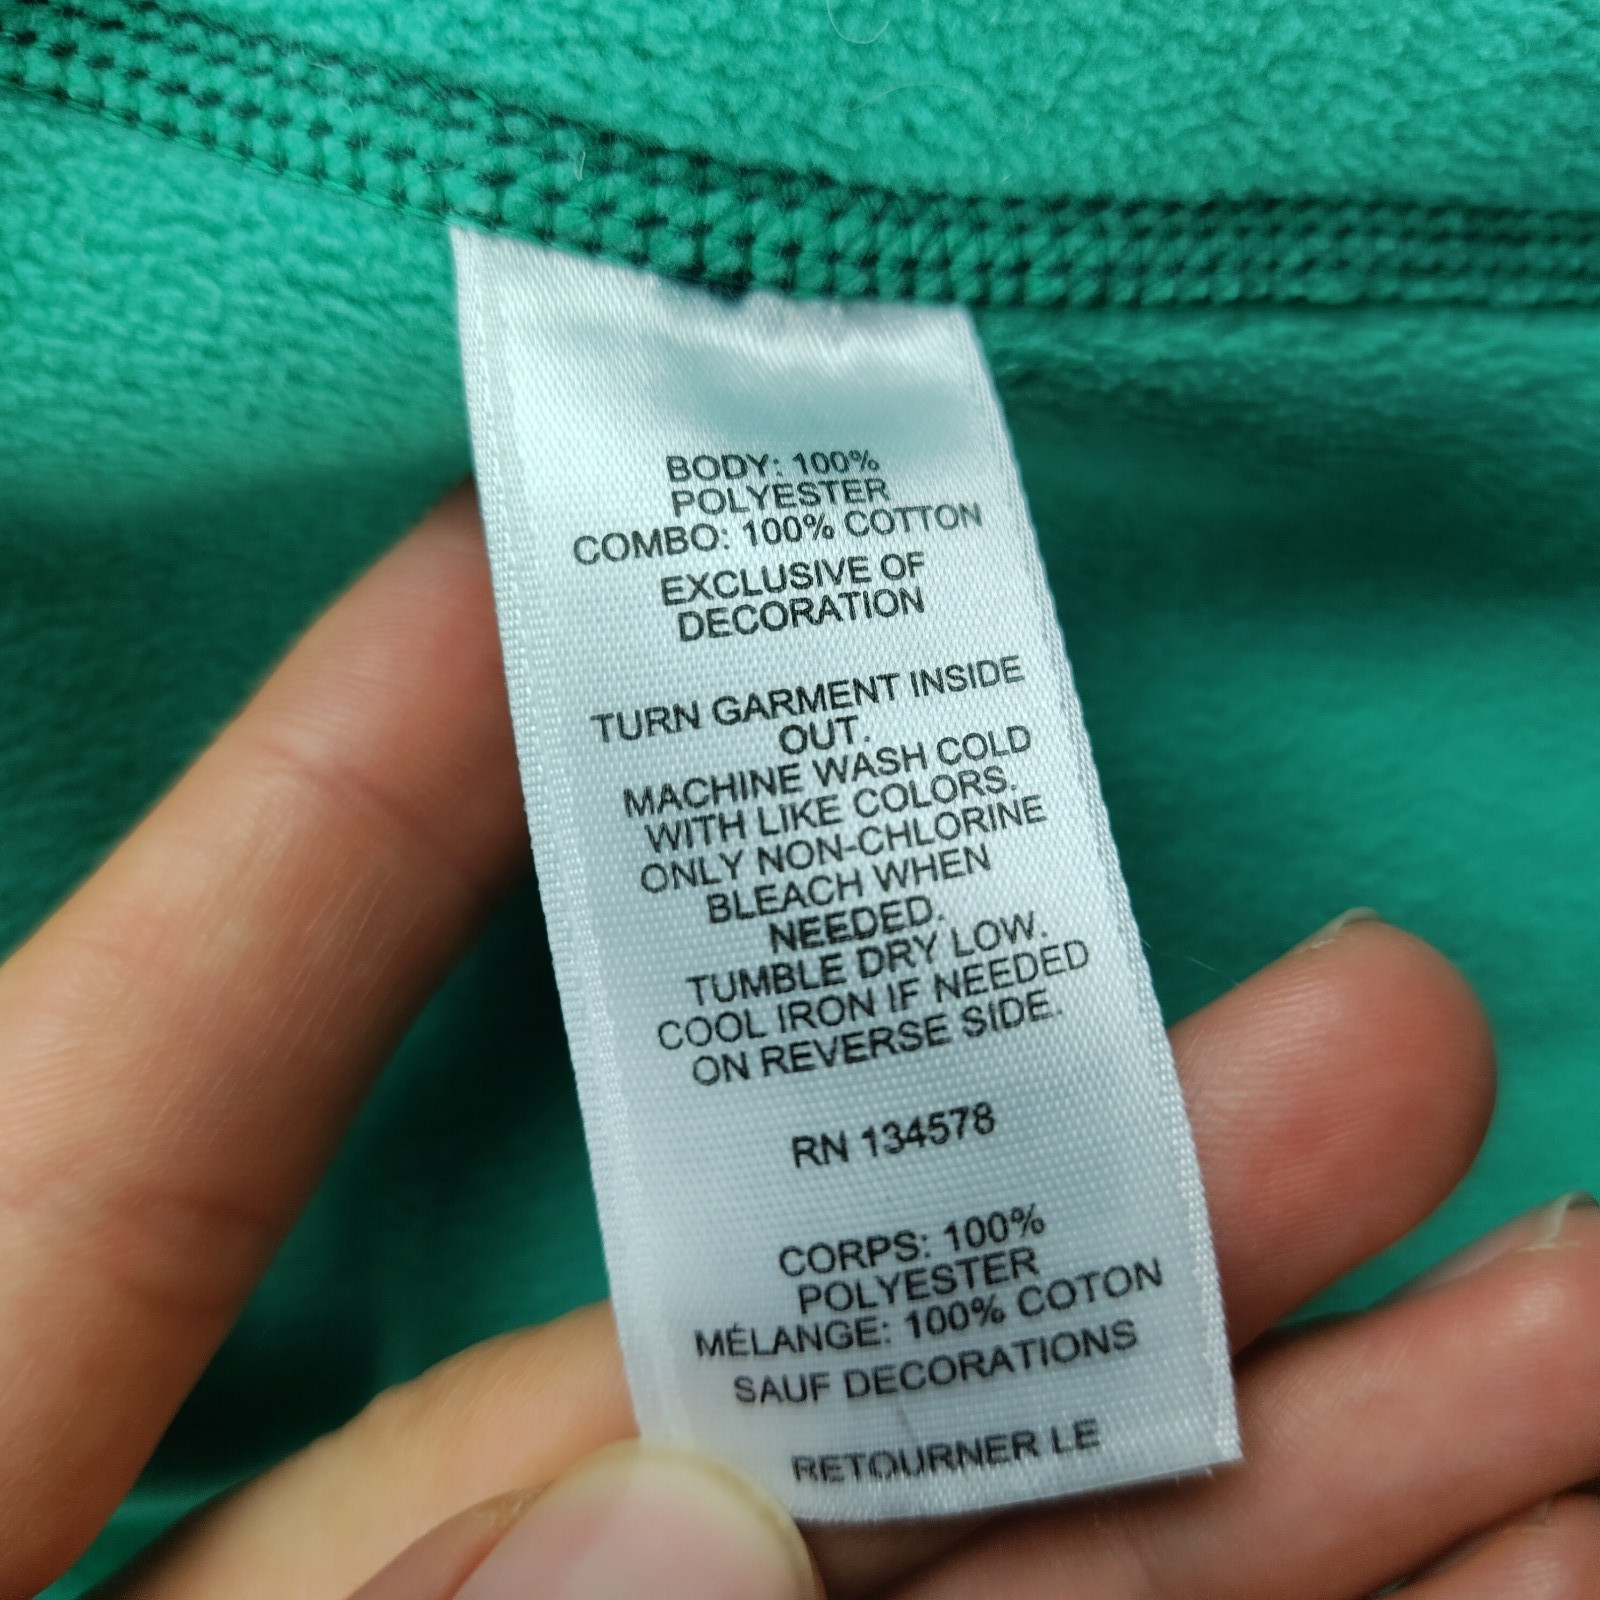 BODY: 100%
POLYESTER
COMBO: 100% COTTON
EXCLUSIVE OF
DECORATION
TURN GARMENT INSIDE
OUT.
MACHINE WASH COLD
WITH LIKE COLORS.
ONLY NON-CHLORINE
BLEACH WHEN
NEEDED.
TUMBLE DRY LOW.
COOL IRON IF NEEDED
ON REVERSE SIDE.
RN 134578
CORPS: 100%
POLYESTER
MÉLANGE: 100% COTON
SAUF DECORATIONS
RETOURNER LE